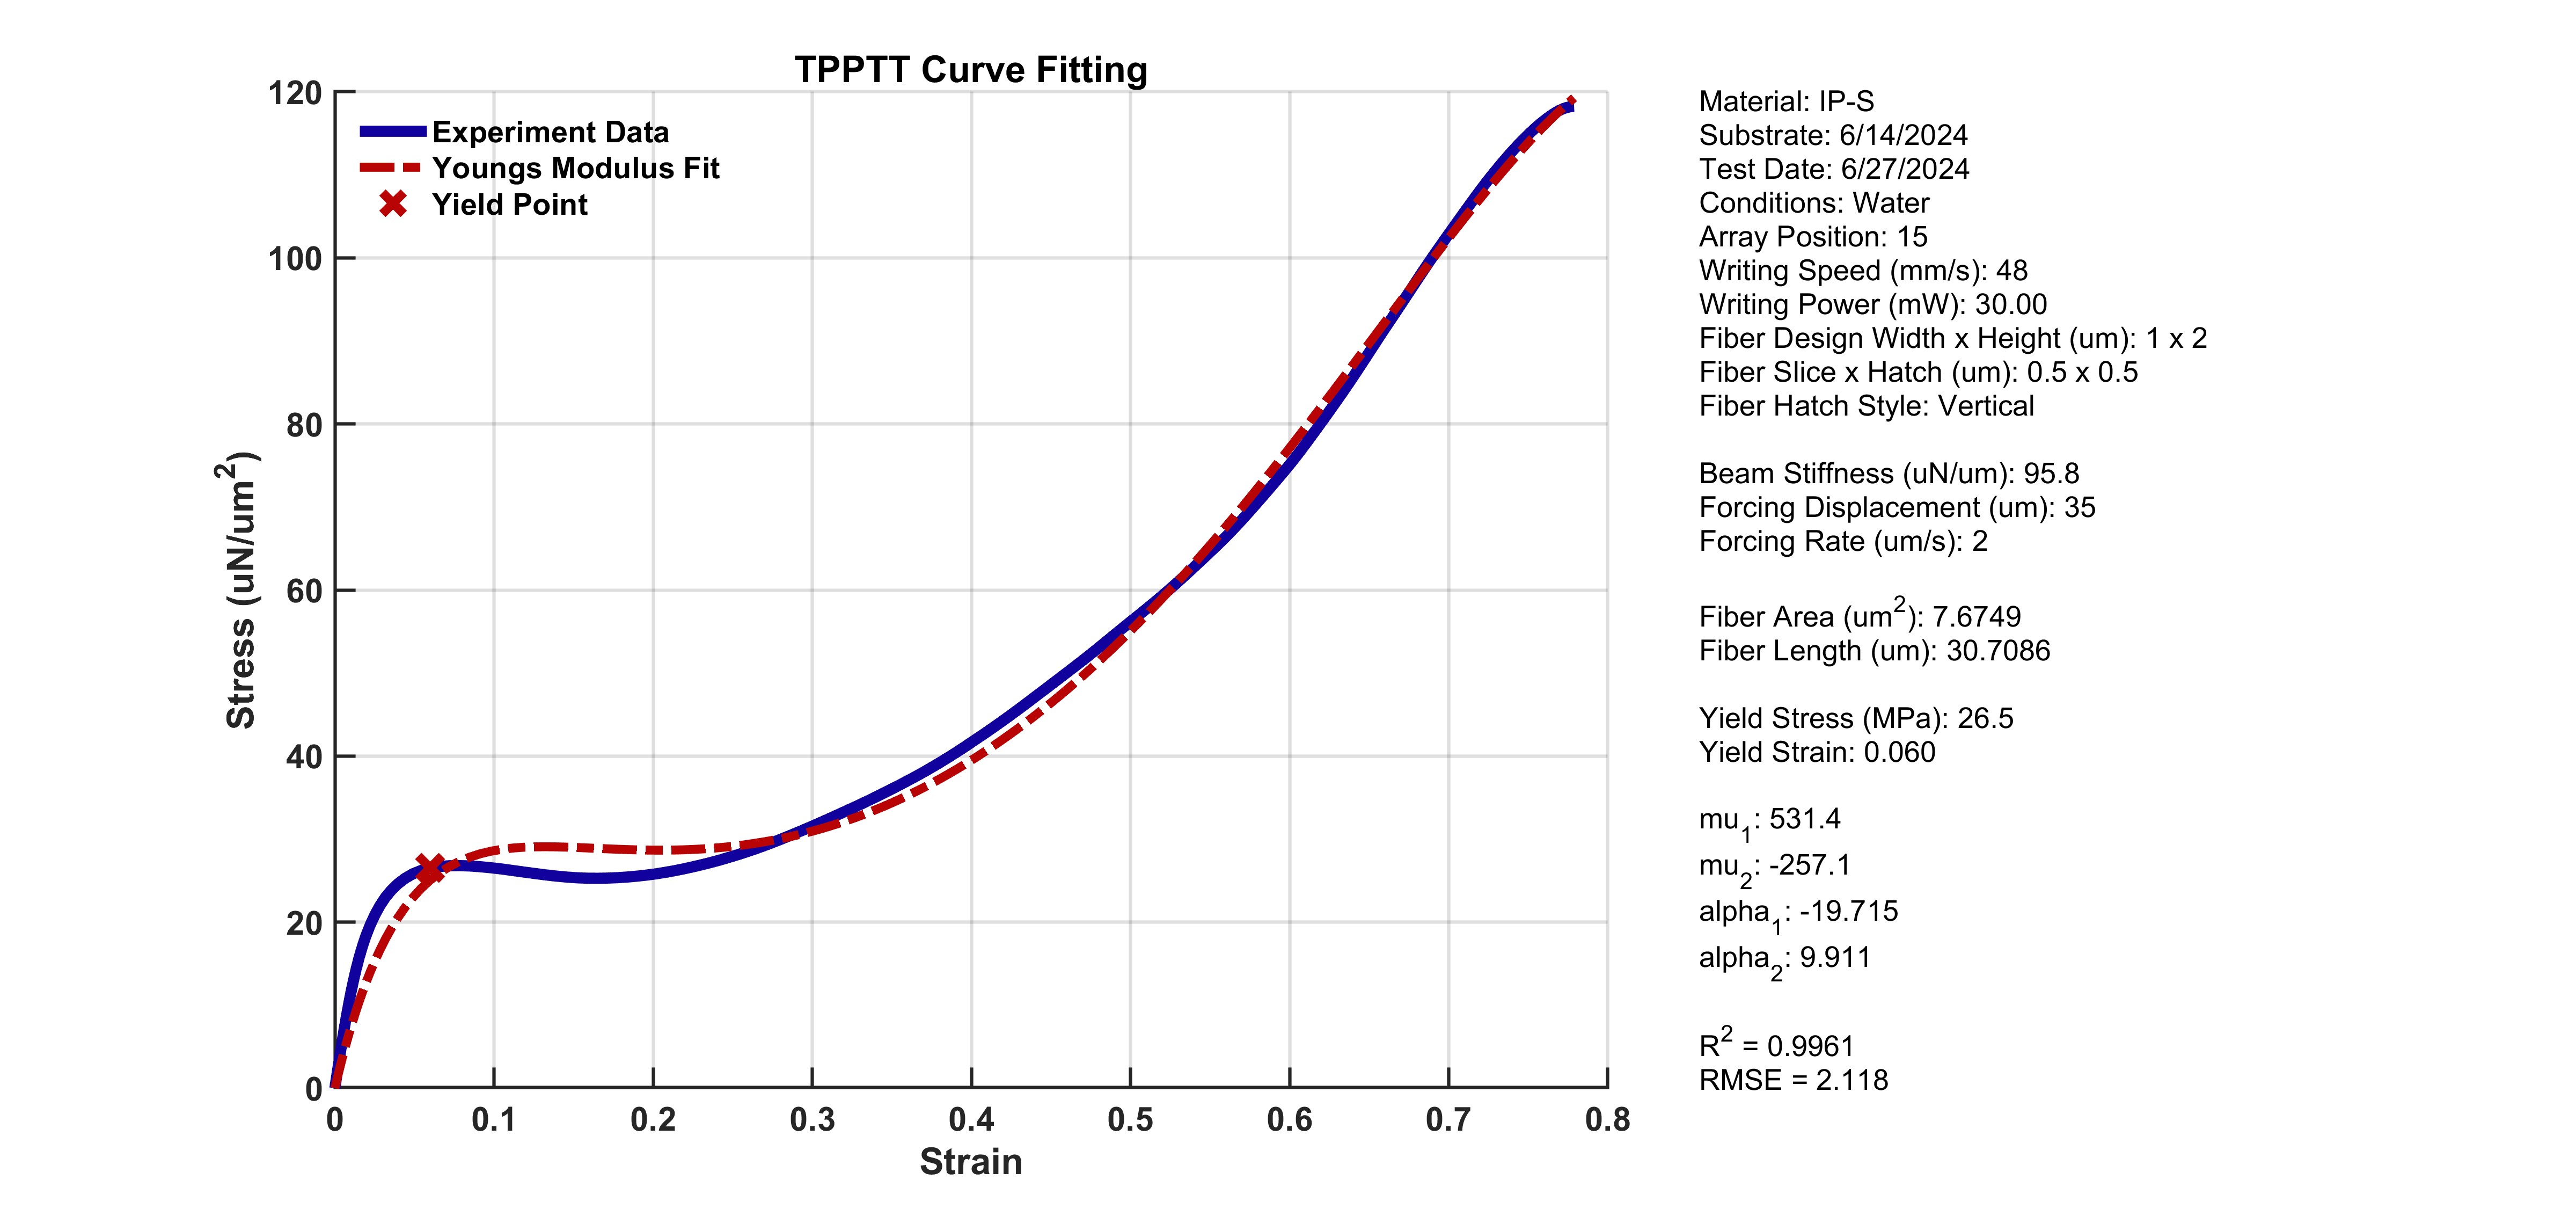 TPPTT Curve Fitting
120
100
80
60
40
20
0
Stress (uN/um²)
Experiment Data
Youngs Modulus Fit
Yield Point
0 0.1 0.2 0.3 0.4 0.5 0.6 0.7 0.8
Strain
Material: IP-S
Substrate: 6/14/2024
Test Date: 6/27/2024
Conditions: Water
Array Position: 15
Writing Speed (mm/s): 48
Writing Power (mW): 30.00
Fiber Design Width x Height (um): 1 x 2
Fiber Slice x Hatch (um): 0.5 x 0.5
Fiber Hatch Style: Vertical
Beam Stiffness (uN/um): 95.8
Forcing Displacement (um): 35
Forcing Rate (um/s): 2
Fiber Area (um²): 7.6749
Fiber Length (um): 30.7086
Yield Stress (MPa): 26.5
Yield Strain: 0.060
mu₁: 531.4
mu₂: -257.1
alpha₁: -19.715
alpha₂: 9.911
R² = 0.9961
RMSE = 2.118